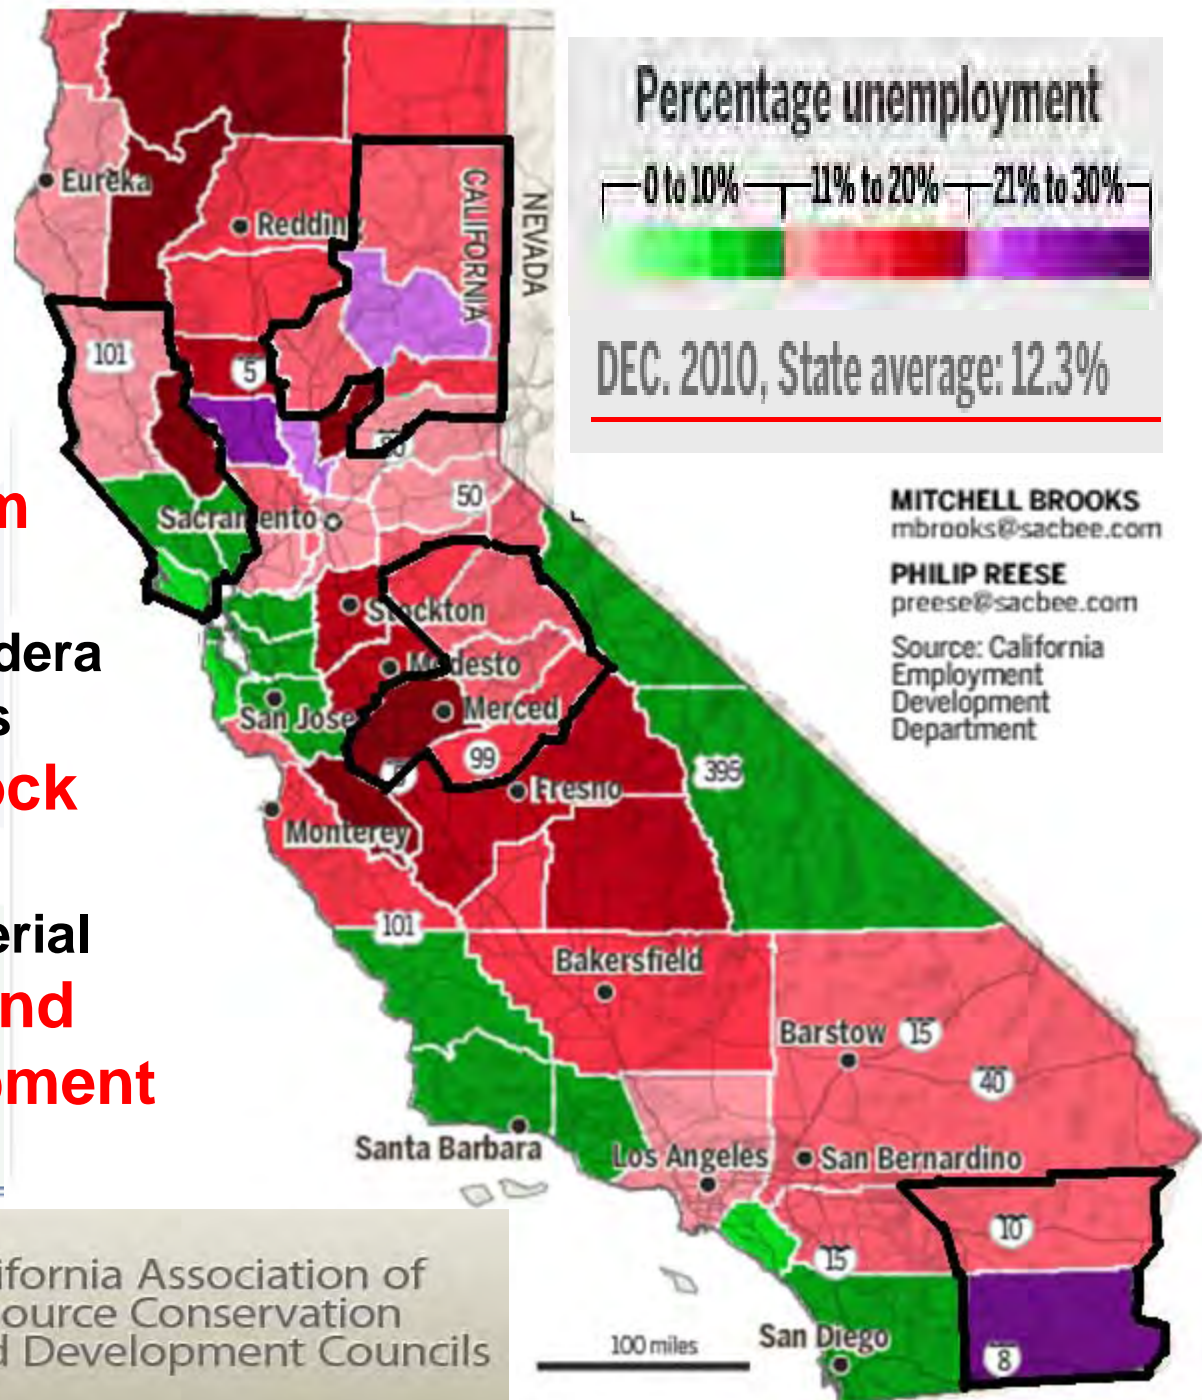 Percentage unemployment
0 to 10% 11% to 20% 21% to 30%
DEC. 2010, State average: 12.3%
MITCHELL BROOKS
mbrooks@sacbee.com
PHILIP REESE
preese@sacbee.com
Source: California
Employment
Development
Department
CALIFORNIA
NEVADA
Eureka
Reddin
101
5
80
50
Sacramento
Stockton
Modesto
Merced
San Jose
99
5
Fresno
395
Monterey
101
Bakersfield
Barstow
15
40
Santa Barbara
Los Angeles
San Bernardino
10
15
San Diego
8
100 miles
m
dera
s
ock
erial
nd
oment
ifornia Association of
source Conservation
d Development Councils